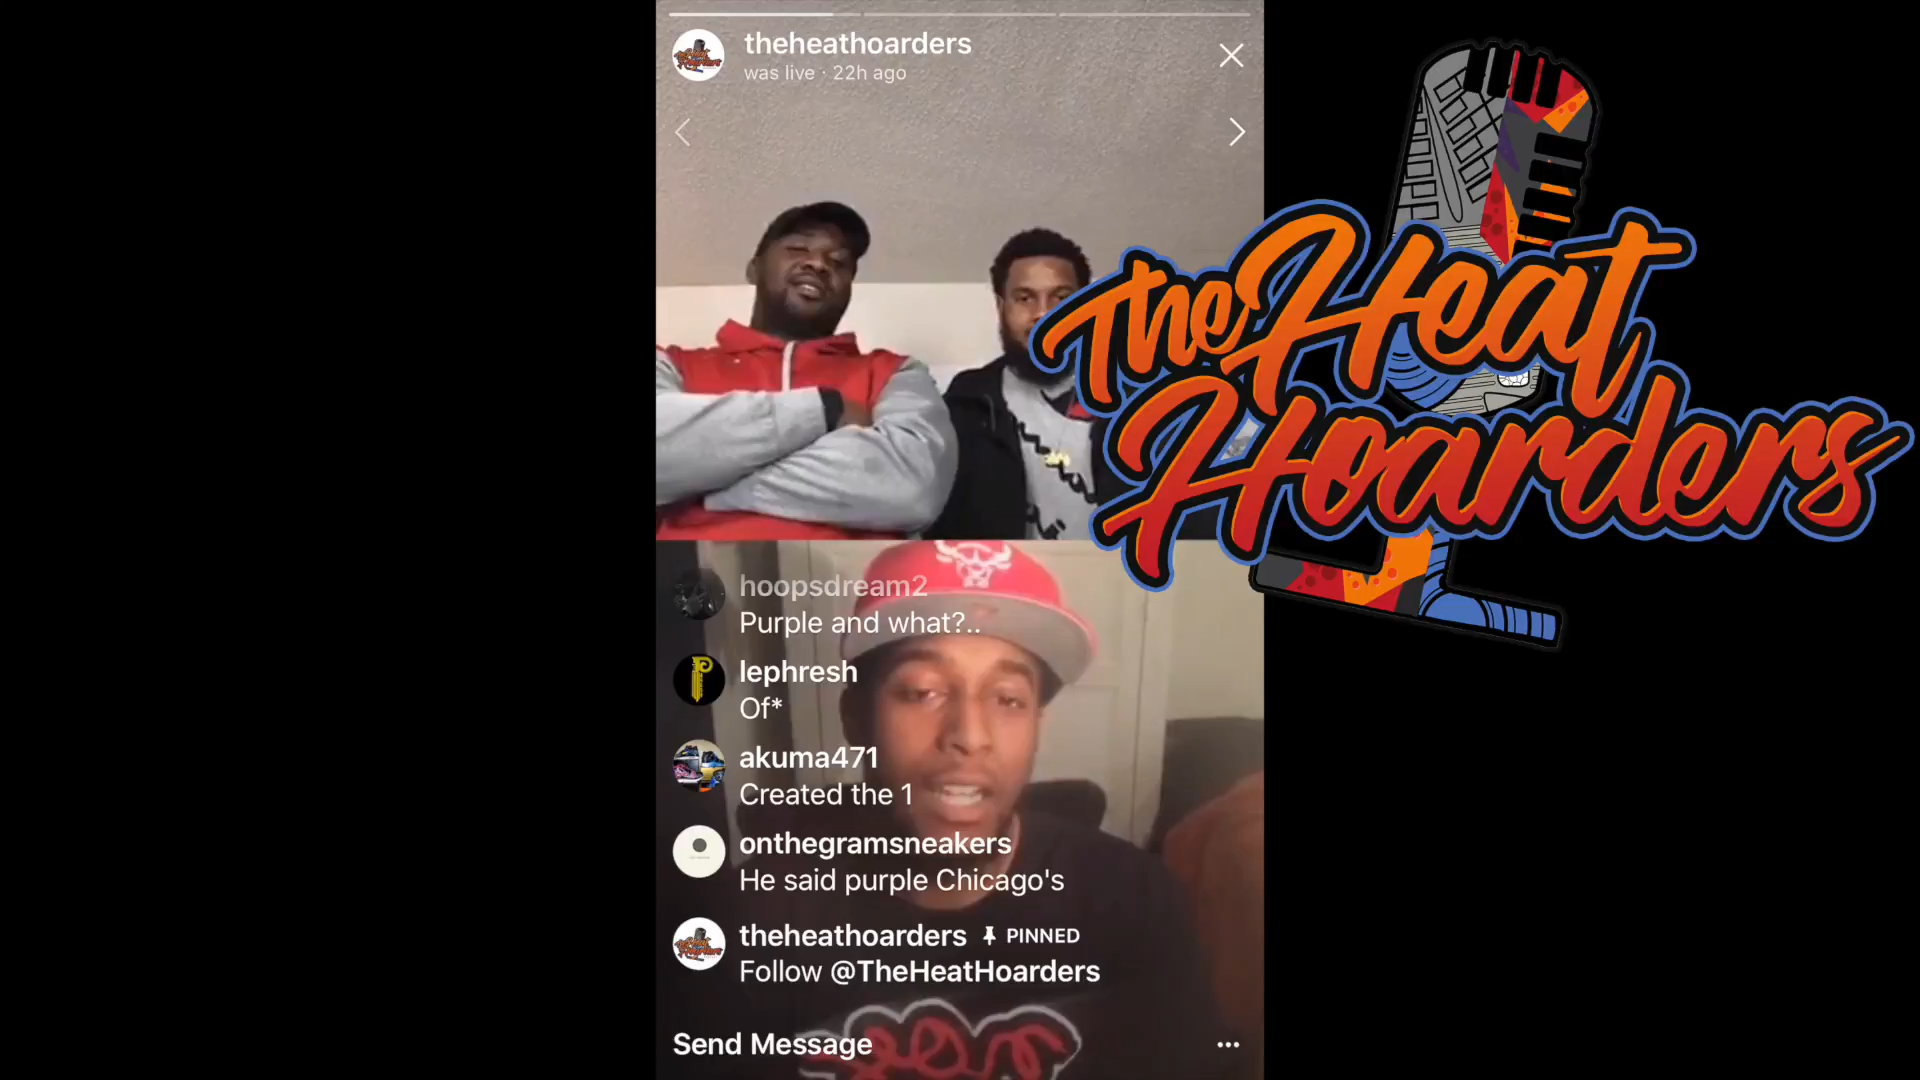 theheathoarders
was live · 22h ago
The Heat
Hoarders
hoopsdream2
Purple and what?..
lephresh
Of*
akuma471
Created the 1
onthegramsneakers
He said purple Chicago's
theheathoarders PINNED
Follow @TheHeatHoarders
Send Message